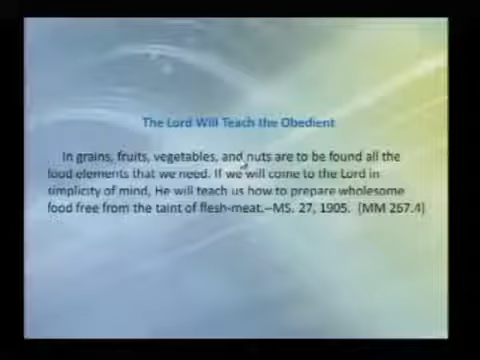 The Lord Will Teach the Obedient
In grains, fruits, vegetables, and nuts are to be found all the
food elements that we need. If we will come to the Lord in
simplicity of mind, He will teach us how to prepare wholesome
food free from the taint of flesh-meat.--MS. 27, 1905. (MM 267.4)